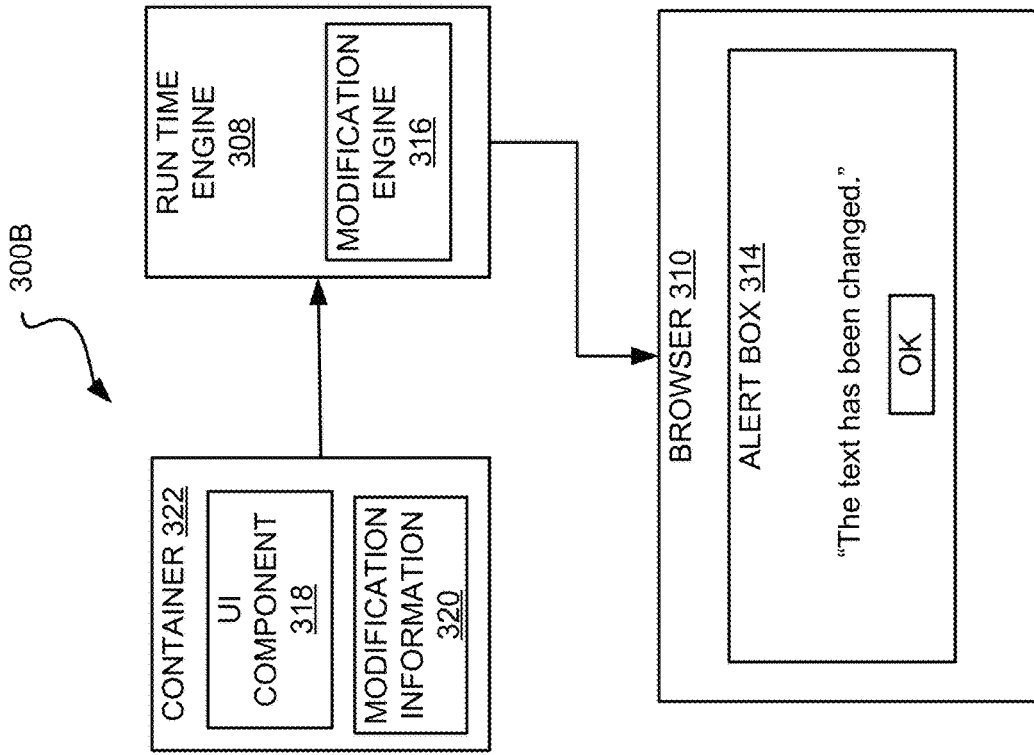 300B
CONTAINER 322
UI
COMPONENT
318
MODIFICATION
INFORMATION
320
RUN TIME
ENGINE
308
MODIFICATION
ENGINE
316
BROWSER 310
ALERT BOX 314
“The text has been changed.”
OK